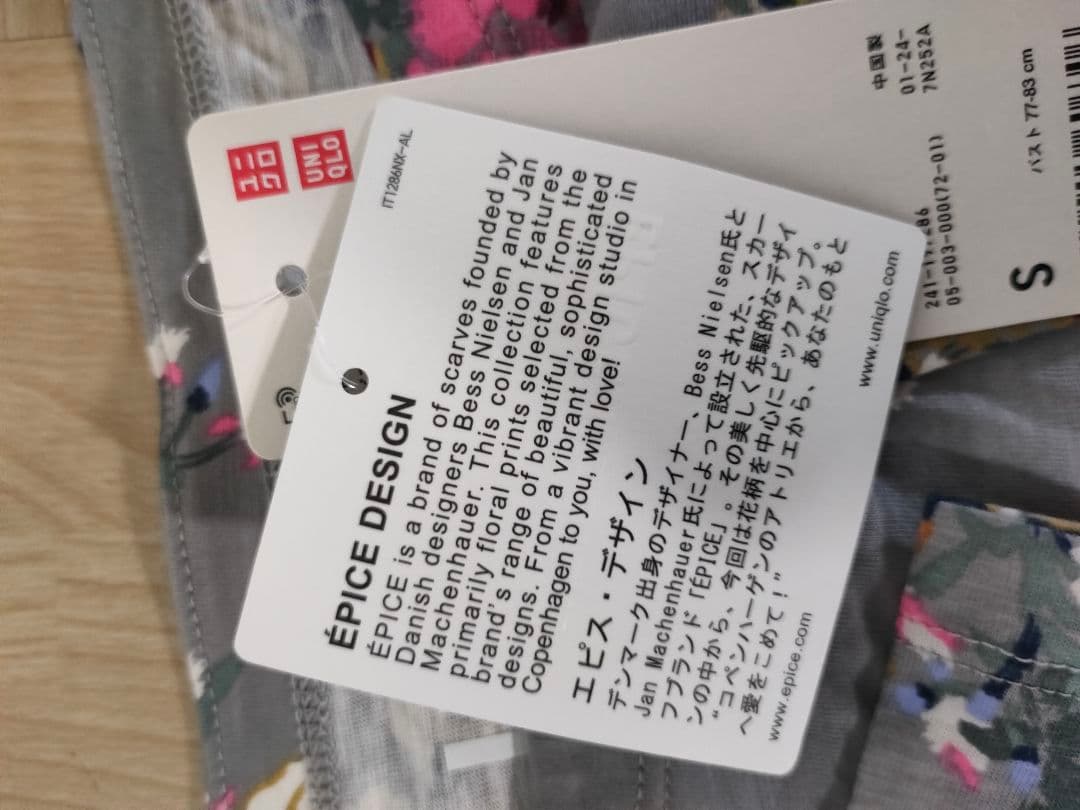 ユニ
クロ
UNI
QLO
IT1286NX-AL
ÉPICE DESIGN
ÉPICE is a brand of scarves founded by
Danish designers Bess Nielsen and Jan
Machenhauer. This collection features
primarily floral prints selected from the
brand's range of beautiful, sophisticated
designs. From a vibrant design studio in
Copenhagen to you, with love!
エピス・デザイン
デンマーク出身のデザイナー、Bess Nielsen氏と
Jan Machenhauer氏によって設立された、スカー
フブランド「ÉPICE」。その美しく先駆的なデザイ
ンの中から、今回は花柄を中心にピックアップ。
“コペンハーゲンのアトリエから、あなたのもと
へ愛をこめて！”
www.epice.com
www.uniqlo.com
中国製
01-24-
7N252A
05-003-000(72-01)
S
バスト 77-83 cm